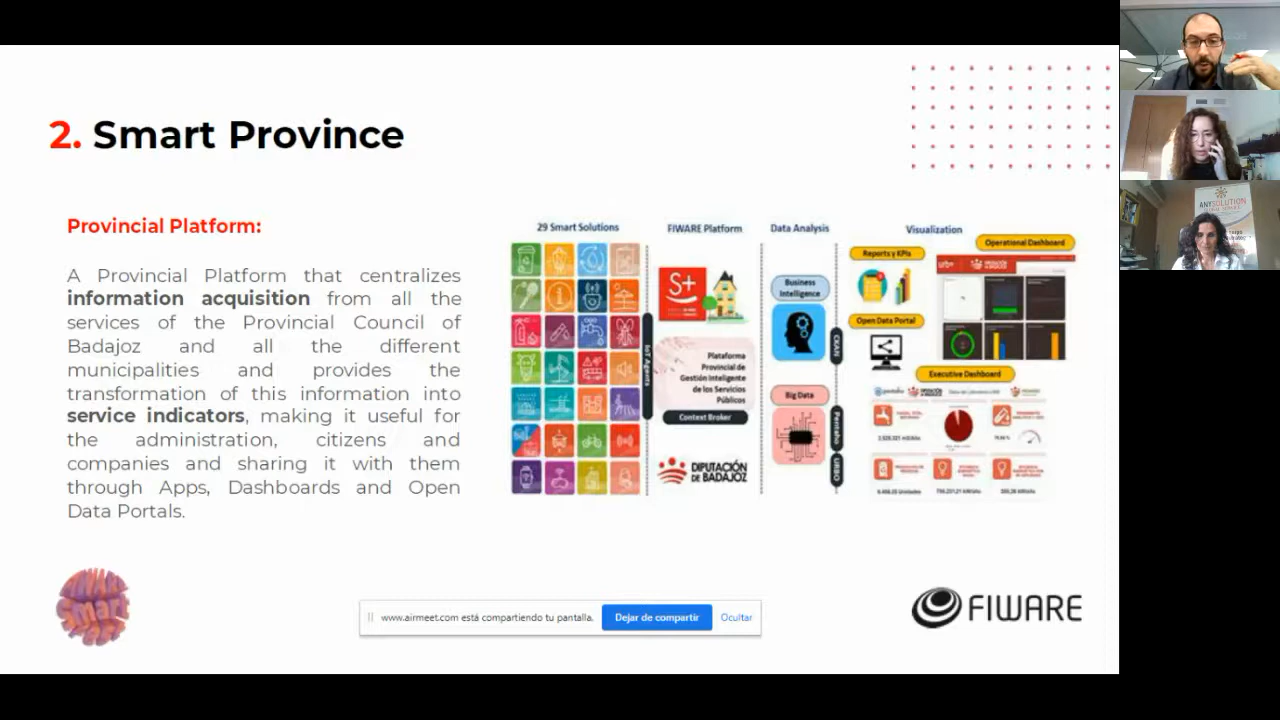 2. Smart Province
Provincial Platform:
A Provincial Platform that centralizes
information acquisition from all the
services of the Provincial Council of
Badajoz and all the different
municipalities and provides the
transformation of this information into
service indicators, making it useful for
the administration, citizens and
companies and sharing it with them
through Apps, Dashboards and Open
Data Portals.
29 Smart Solutions
IoT Agents
FIWARE Platform
S+
Plataforma
Provincial de
Gestión Inteligente
de los Servicios
Públicos
Context Broker
DIPUTACIÓN
DE BADAJOZ
Data Analysis
Business
Intelligence
CKAN
Big Data
Pentaho
URBO
Visualization
Operational Dashboard
Reports y KPIs
urbo
Open Data Portal
Executive Dashboard
pentaho
smart
www.airmeet.com está compartiendo tu pantalla.
Dejar de compartir
Ocultar
FIWARE
ANYSOLUTION